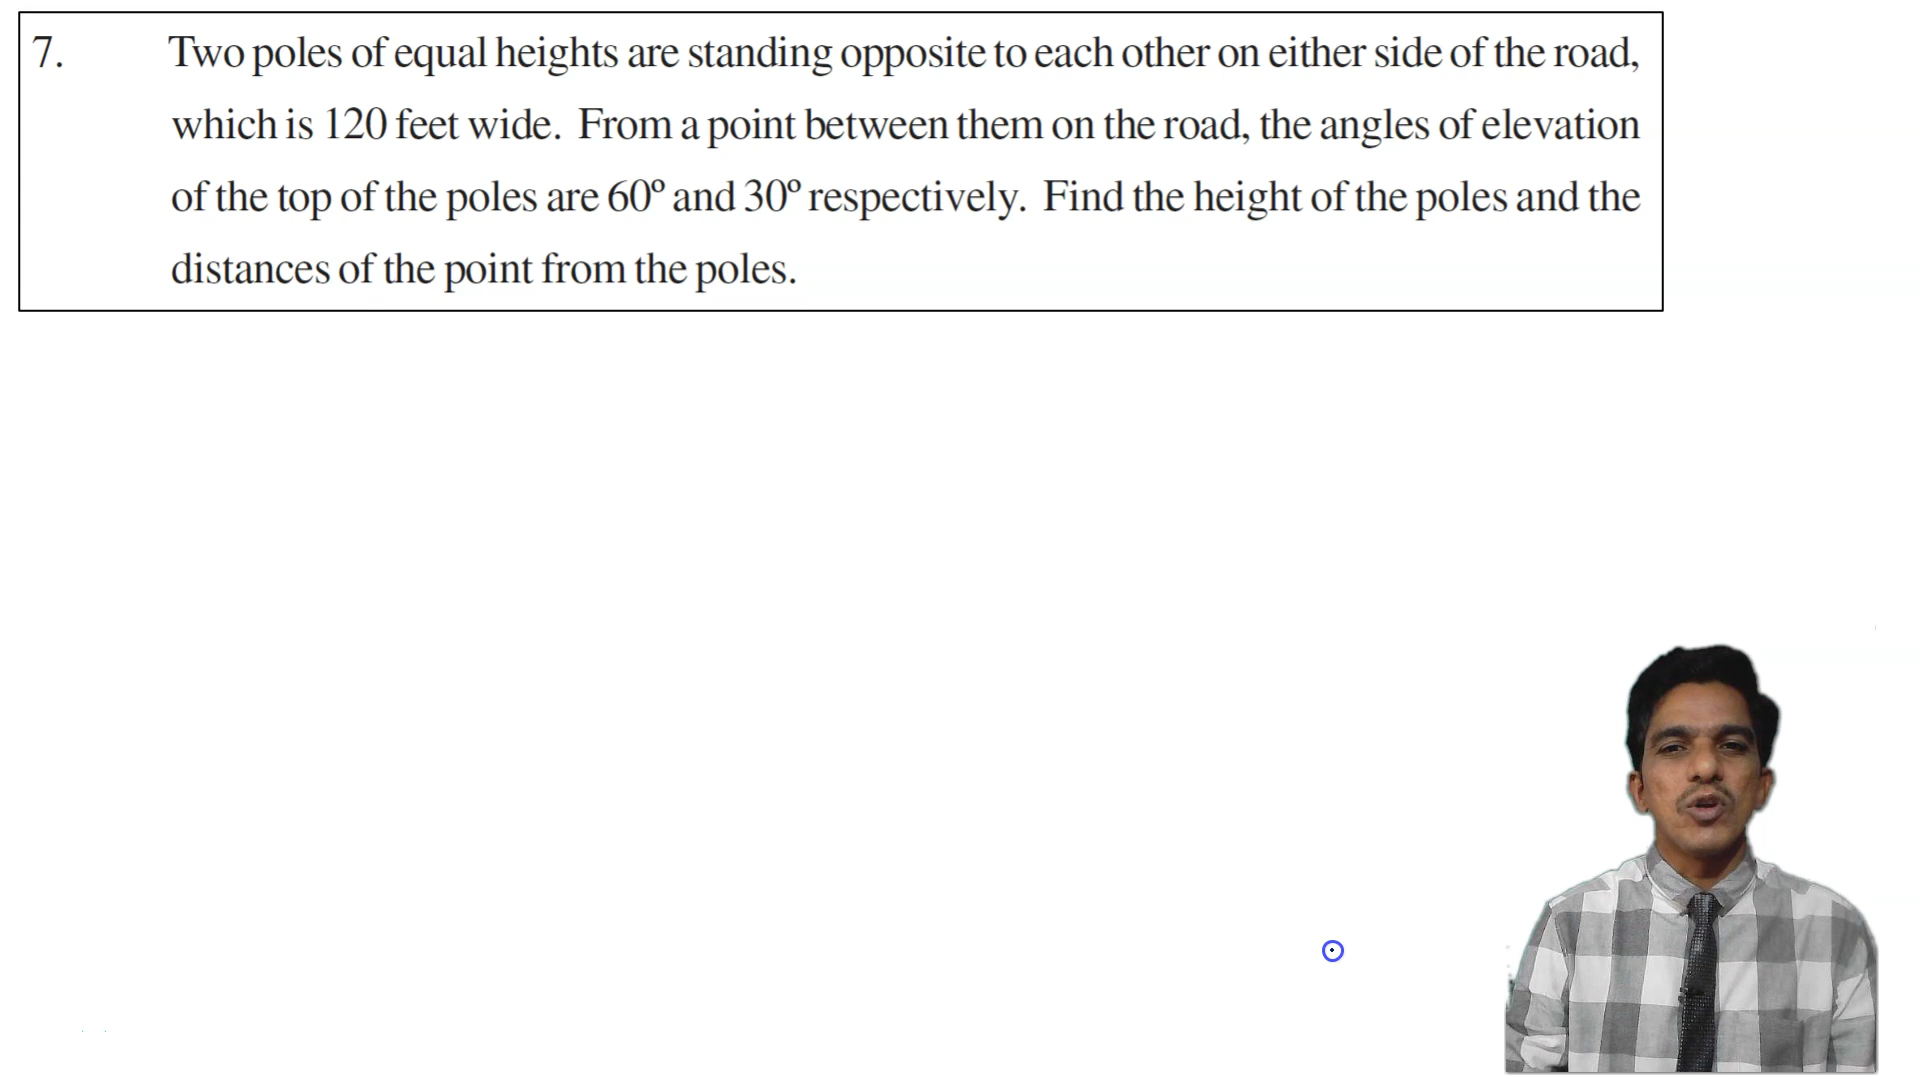 7. Two poles of equal heights are standing opposite to each other on either side of the road,
which is 120 feet wide. From a point between them on the road, the angles of elevation
of the top of the poles are 60º and 30º respectively. Find the height of the poles and the
distances of the point from the poles.